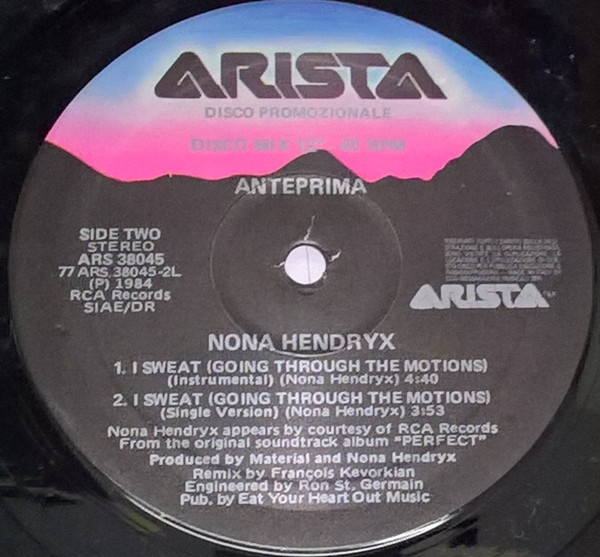 ARISTA
DISCO PROMOZIONALE
DISCO MIX 12" - 45 RPM
ANTEPRIMA
SIDE TWO
STEREO
ARS 38045
77 ARS 38045-2L
(P) 1984
RCA Records
SIAE/DR
ARISTA™
NONA HENDRYX
1. I SWEAT (GOING THROUGH THE MOTIONS)
(Instrumental) (Nona Hendryx) 4:40
2. I SWEAT (GOING THROUGH THE MOTIONS)
(Single Version) (Nona Hendryx) 3:53
Nona Hendryx appears by courtesy of RCA Records
From the original soundtrack album "PERFECT"
Produced by Material and Nona Hendryx
Remix by François Kevorkian
Engineered by Ron St. Germain
Pub. by Eat Your Heart Out Music